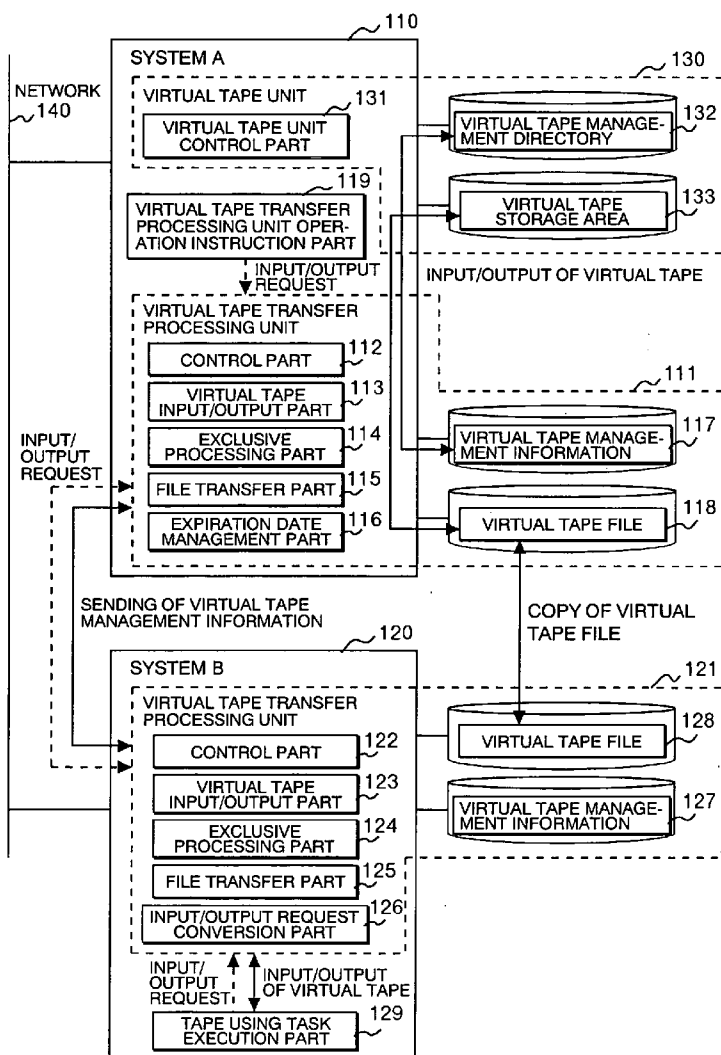 110
SYSTEM A
130
NETWORK
140
VIRTUAL TAPE UNIT
131
VIRTUAL TAPE UNIT
CONTROL PART
VIRTUAL TAPE MANAGE-
MENT DIRECTORY
132
119
VIRTUAL TAPE TRANSFER
PROCESSING UNIT OPER-
ATION INSTRUCTION PART
VIRTUAL TAPE
STORAGE AREA
133
INPUT/OUTPUT
REQUEST
INPUT/OUTPUT OF VIRTUAL TAPE
VIRTUAL TAPE TRANSFER
PROCESSING UNIT
CONTROL PART
112
VIRTUAL TAPE
INPUT/OUTPUT PART
113
111
INPUT/
OUTPUT
REQUEST
EXCLUSIVE
PROCESSING PART
114
VIRTUAL TAPE MANAGE-
MENT INFORMATION
117
FILE TRANSFER PART
115
EXPIRATION DATE
MANAGEMENT PART
116
VIRTUAL TAPE FILE
118
SENDING OF VIRTUAL TAPE
MANAGEMENT INFORMATION
COPY OF VIRTUAL
TAPE FILE
120
SYSTEM B
121
VIRTUAL TAPE TRANSFER
PROCESSING UNIT
CONTROL PART
122
VIRTUAL TAPE FILE
128
VIRTUAL TAPE
INPUT/OUTPUT PART
123
EXCLUSIVE
PROCESSING PART
124
VIRTUAL TAPE MANAGE-
MENT INFORMATION
127
FILE TRANSFER PART
125
INPUT/OUTPUT REQUEST
CONVERSION PART
126
INPUT/
OUTPUT
REQUEST
INPUT/OUTPUT
OF VIRTUAL TAPE
TAPE USING TASK
EXECUTION PART
129